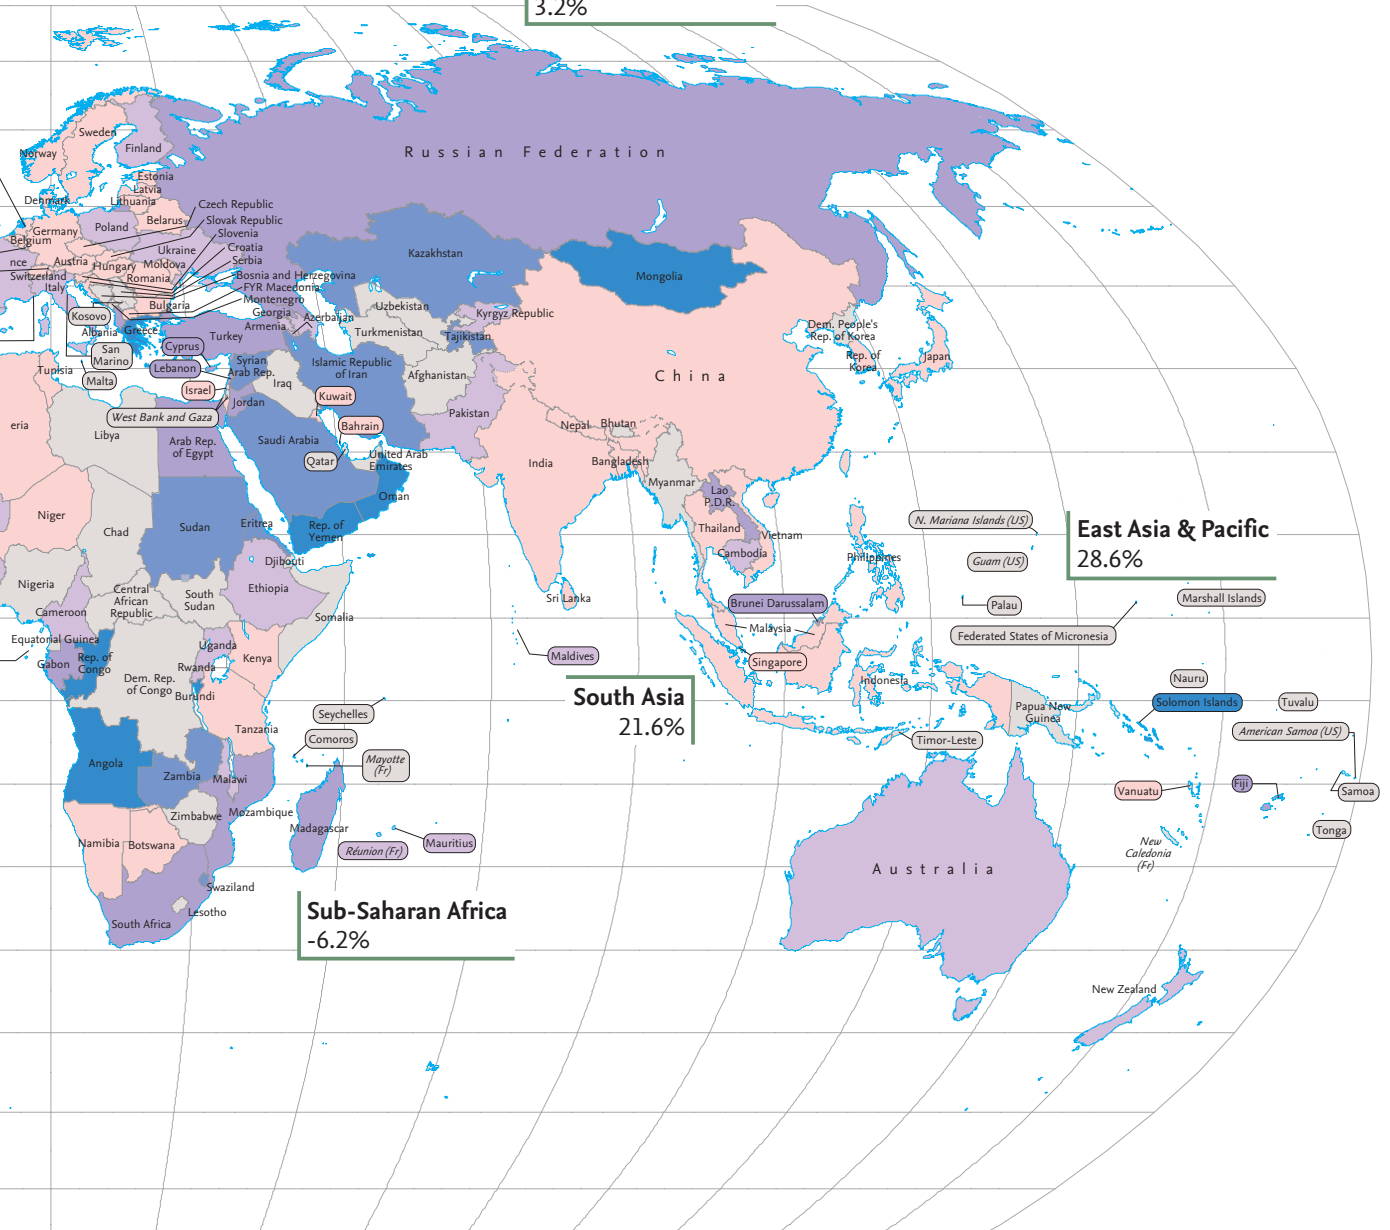 3.2%
Russian Federation
Sweden
Norway
Finland
Estonia
Latvia
Lithuania
Denmark
Czech Republic
Slovak Republic
Slovenia
Croatia
Serbia
Bosnia and Herzegovina
FYR Macedonia
Montenegro
Belarus
Poland
Germany
Belgium
Ukraine
nce
Austria
Hungary
Moldova
Romania
Switzerland
Italy
Bulgaria
Kosovo
Albania
Greece
Georgia
Armenia
Azerbaijan
Turkey
San
Marino
Malta
Cyprus
Lebanon
Israel
West Bank and Gaza
Syrian
Arab Rep.
Iraq
Jordan
Kuwait
Bahrain
Qatar
Islamic Republic
of Iran
Saudi Arabia
United Arab
Emirates
Oman
Rep. of
Yemen
Kazakhstan
Uzbekistan
Turkmenistan
Kyrgyz Republic
Tajikistan
Afghanistan
Pakistan
Mongolia
China
Dem. People's
Rep. of Korea
Rep. of
Korea
Japan
Nepal
Bhutan
India
Bangladesh
Myanmar
Lao
P.D.R.
Thailand
Vietnam
Cambodia
Philippines
Sri Lanka
Maldives
South Asia
21.6%
Brunei Darussalam
Malaysia
Singapore
Indonesia
Timor-Leste
Papua New
Guinea
N. Mariana Islands (US)
Guam (US)
Palau
Federated States of Micronesia
East Asia & Pacific
28.6%
Marshall Islands
Nauru
Solomon Islands
Tuvalu
American Samoa (US)
Vanuatu
Fiji
Samoa
Tonga
New
Caledonia
(Fr)
Australia
New Zealand
Tunisia
eria
Libya
Arab Rep.
of Egypt
Niger
Chad
Sudan
Eritrea
Djibouti
Nigeria
Cameroon
Central
African
Republic
South
Sudan
Ethiopia
Somalia
Equatorial Guinea
Gabon
Rep. of
Congo
Dem. Rep.
of Congo
Uganda
Rwanda
Burundi
Kenya
Tanzania
Seychelles
Comoros
Mayotte
(Fr)
Angola
Zambia
Malawi
Mozambique
Zimbabwe
Namibia
Botswana
Madagascar
Réunion (Fr)
Mauritius
Swaziland
Lesotho
South Africa
Sub-Saharan Africa
-6.2%